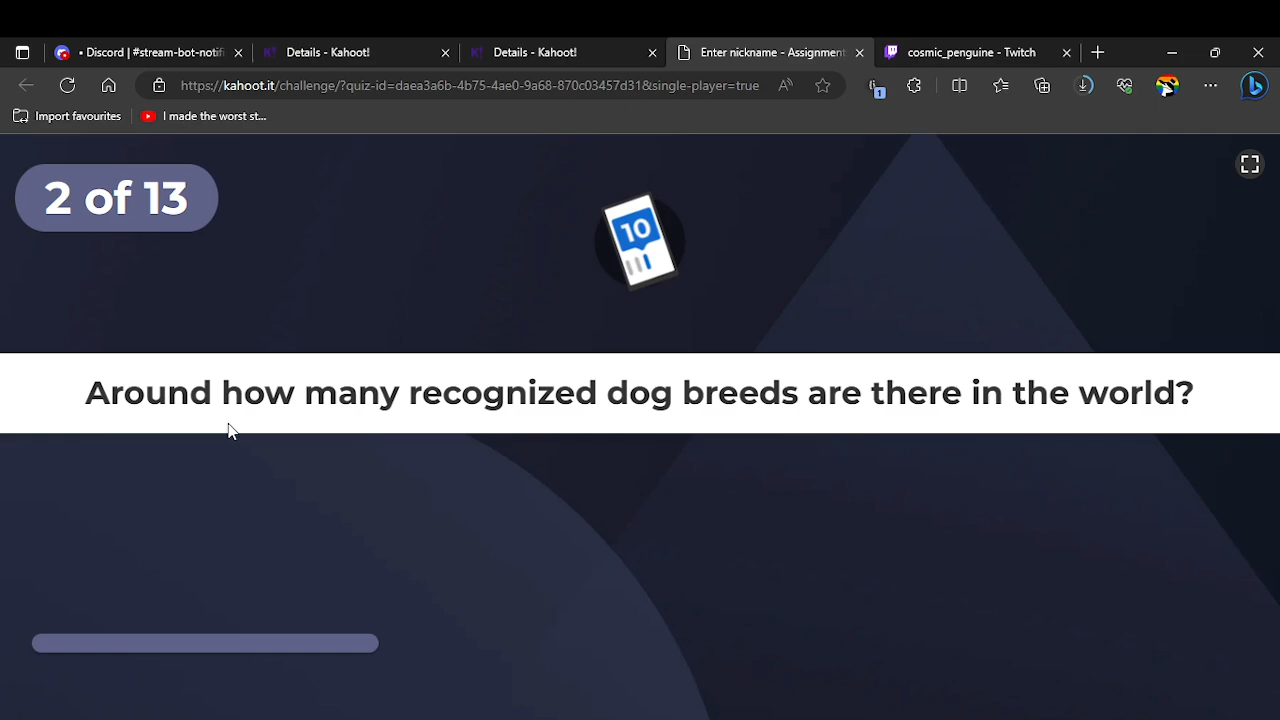 • Discord | #stream-bot-notifi
Details - Kahoot!
Details - Kahoot!
Enter nickname - Assignment
cosmic_penguine - Twitch
https://kahoot.it/challenge/?quiz-id=daea3a6b-4b75-4ae0-9a68-870c03457d31&single-player=true
1
Import favourites
I made the worst st...
2 of 13
10
Around how many recognized dog breeds are there in the world?